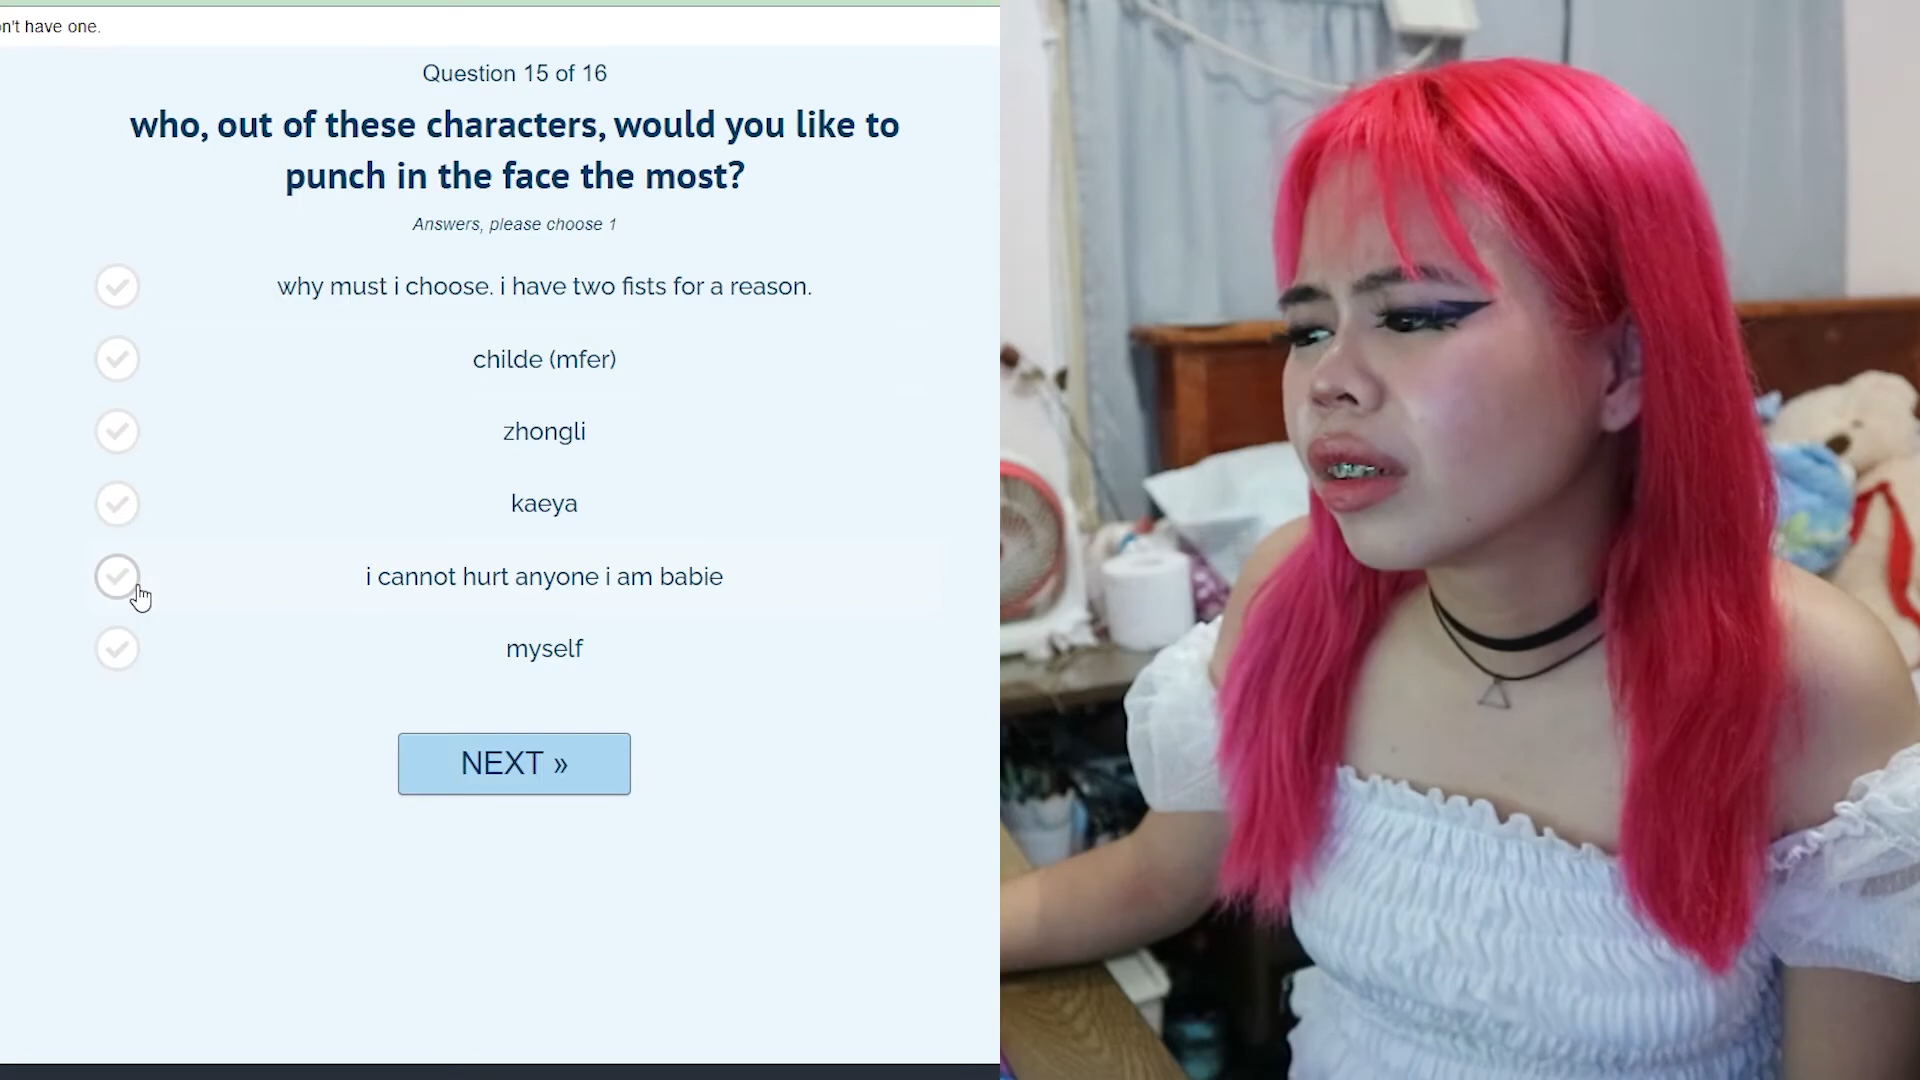 n't have one.
Question 15 of 16
who, out of these characters, would you like to
punch in the face the most?
Answers, please choose 1
why must i choose. i have two fists for a reason.
childe (mfer)
zhongli
kaeya
i cannot hurt anyone i am babie
myself
NEXT »